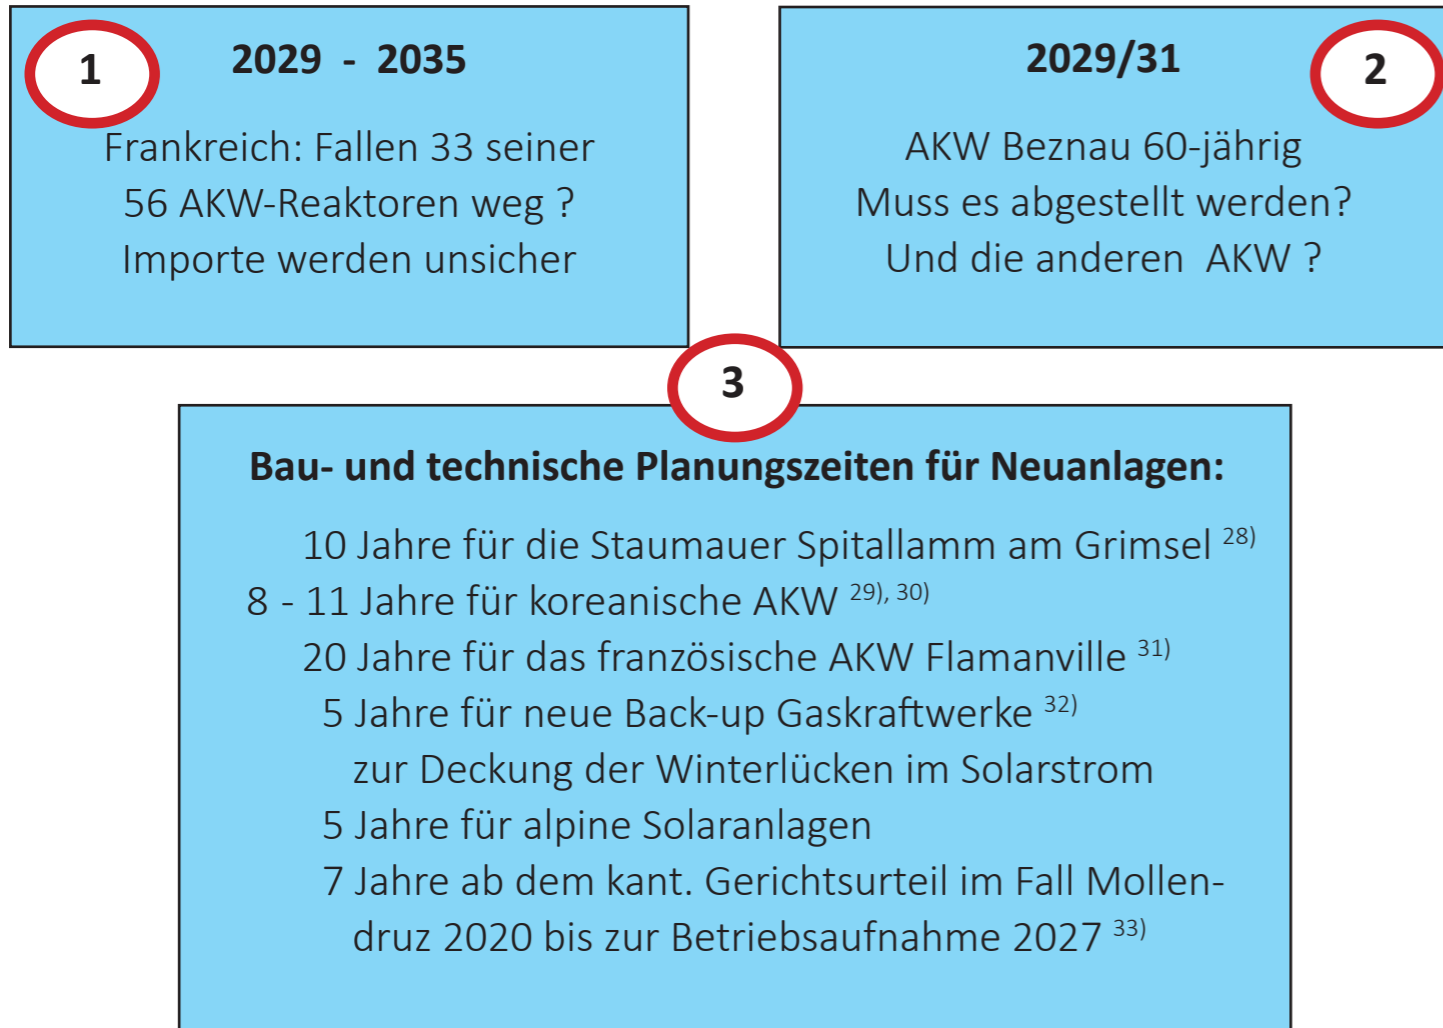 1
2029 - 2035
Frankreich: Fallen 33 seiner
56 AKW-Reaktoren weg ?
Importe werden unsicher
2029/31
2
AKW Beznau 60-jährig
Muss es abgestellt werden?
Und die anderen AKW ?
3
Bau- und technische Planungszeiten für Neuanlagen:
10 Jahre für die Staumauer Spitallamm am Grimsel 28)
8 - 11 Jahre für koreanische AKW 29), 30)
20 Jahre für das französische AKW Flamanville 31)
5 Jahre für neue Back-up Gaskraftwerke 32)
zur Deckung der Winterlücken im Solarstrom
5 Jahre für alpine Solaranlagen
7 Jahre ab dem kant. Gerichtsurteil im Fall Mollen-
druz 2020 bis zur Betriebsaufnahme 2027 33)